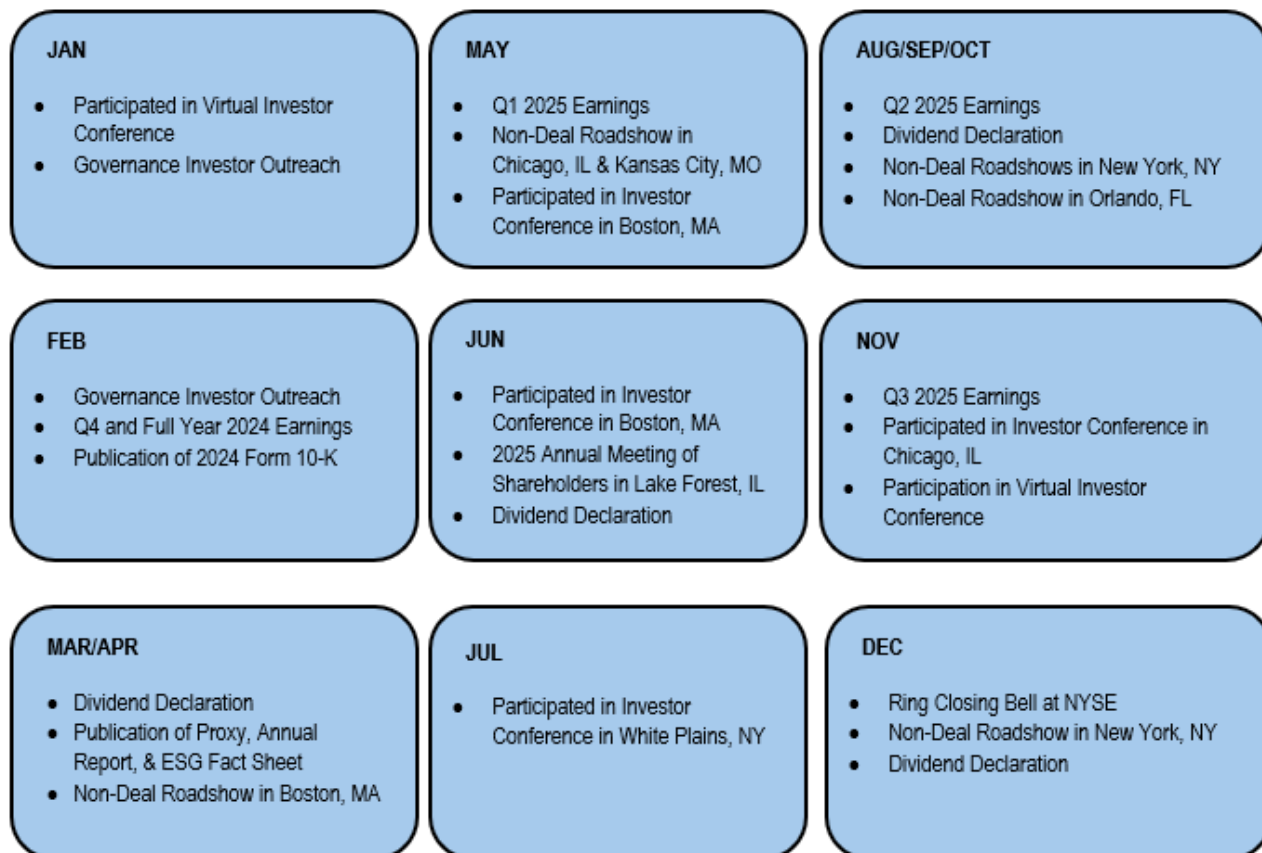 JAN
• Participated in Virtual Investor
Conference
• Governance Investor Outreach
FEB
• Governance Investor Outreach
• Q4 and Full Year 2024 Earnings
• Publication of 2024 Form 10-K
MAR/APR
• Dividend Declaration
• Publication of Proxy, Annual
Report, & ESG Fact Sheet
• Non-Deal Roadshow in Boston, MA
MAY
• Q1 2025 Earnings
• Non-Deal Roadshow in
Chicago, IL & Kansas City, MO
• Participated in Investor
Conference in Boston, MA
JUN
• Participated in Investor
Conference in Boston, MA
• 2025 Annual Meeting of
Shareholders in Lake Forest, IL
• Dividend Declaration
JUL
• Participated in Investor
Conference in White Plains, NY
AUG/SEP/OCT
• Q2 2025 Earnings
• Dividend Declaration
• Non-Deal Roadshows in New York, NY
• Non-Deal Roadshow in Orlando, FL
NOV
• Q3 2025 Earnings
• Participated in Investor Conference in
Chicago, IL
• Participation in Virtual Investor
Conference
DEC
• Ring Closing Bell at NYSE
• Non-Deal Roadshow in New York, NY
• Dividend Declaration